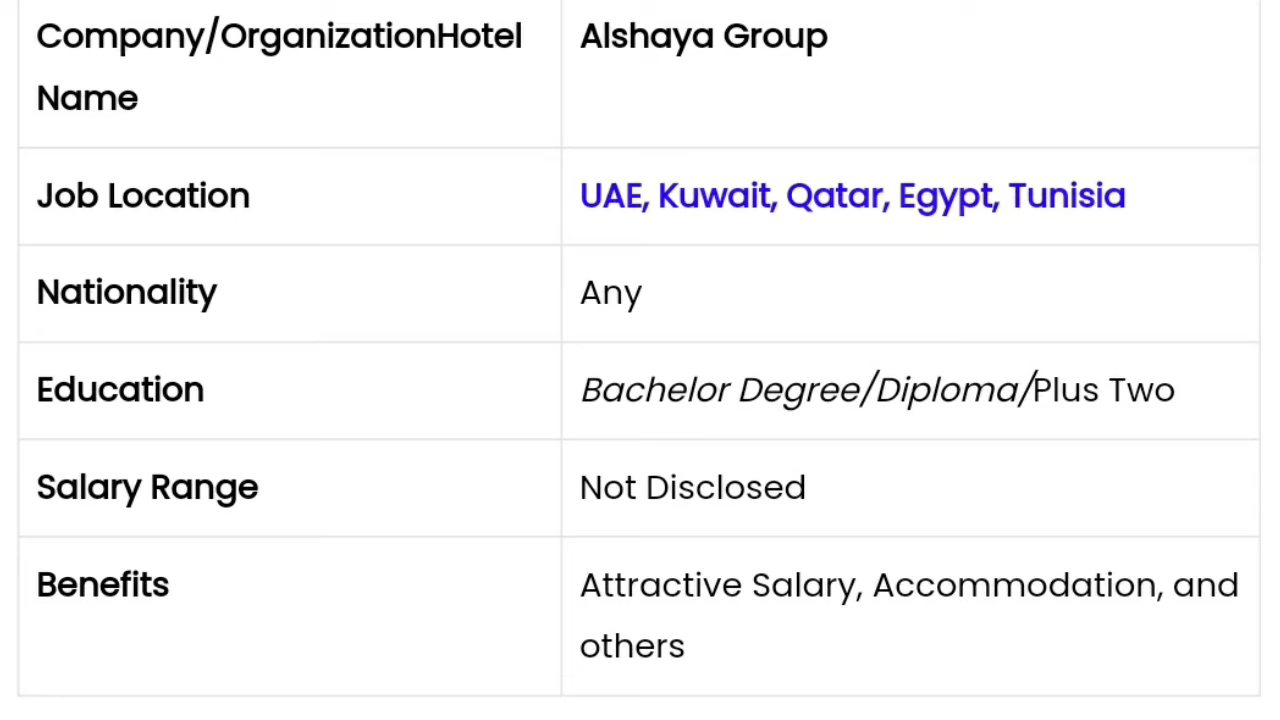 Company/OrganizationHotel Name
Alshaya Group
Job Location
UAE, Kuwait, Qatar, Egypt, Tunisia
Nationality
Any
Education
Bachelor Degree/Diploma/Plus Two
Salary Range
Not Disclosed
Benefits
Attractive Salary, Accommodation, and
others